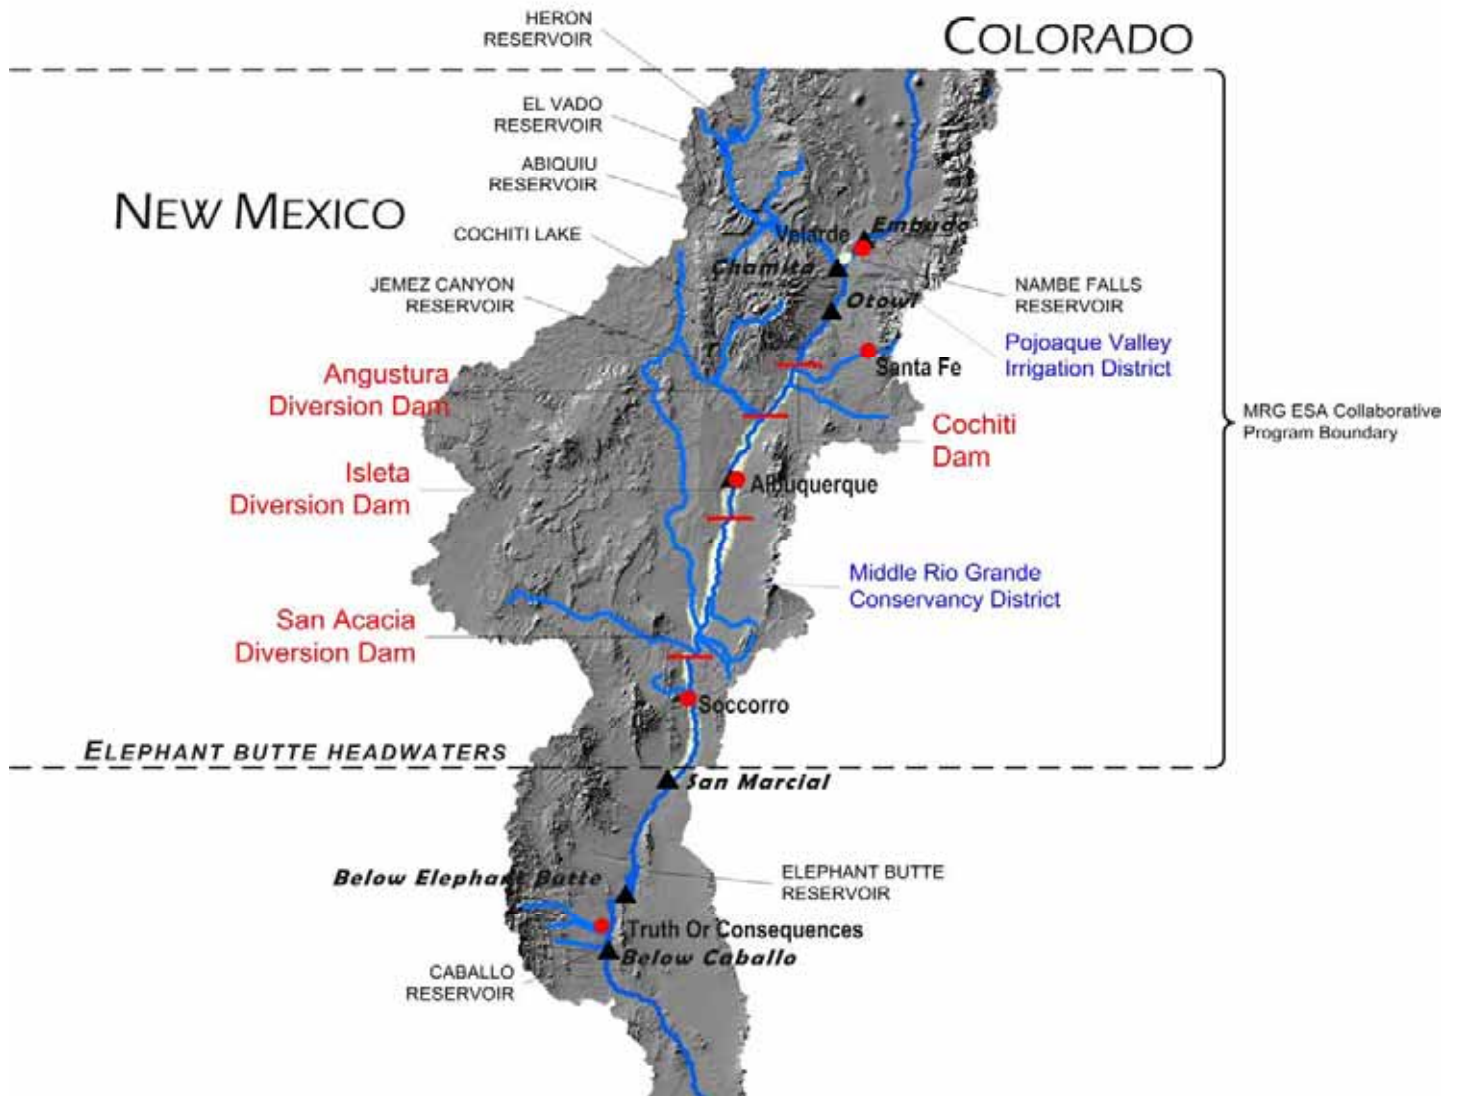 HERON
RESERVOIR
COLORADO
EL VADO
RESERVOIR
ABIQUIU
RESERVOIR
NEW MEXICO
COCHITI LAKE
Velarde
Embudo
Chamita
JEMEZ CANYON
RESERVOIR
NAMBE FALLS
RESERVOIR
Otowi
Pojoaque Valley
Irrigation District
Santa Fe
Angustura
Diversion Dam
MRG ESA Collaborative
Program Boundary
Cochiti
Dam
Isleta
Diversion Dam
Albuquerque
Middle Rio Grande
Conservancy District
San Acacia
Diversion Dam
Soccorro
ELEPHANT BUTTE HEADWATERS
San Marcial
Below Elephant Butte
ELEPHANT BUTTE
RESERVOIR
Truth Or Consequences
Below Caballo
CABALLO
RESERVOIR